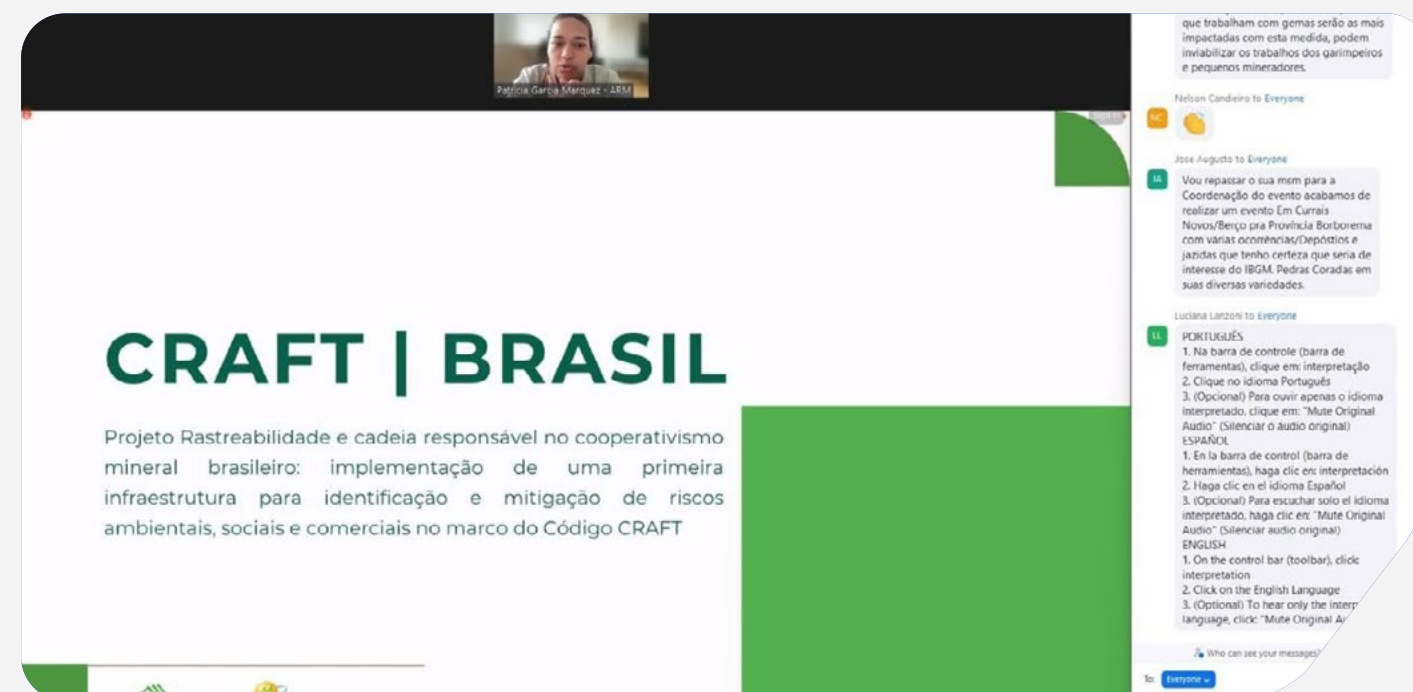 Patricia Garcia Marquez - ARM
Sign In
CRAFT | BRASIL
Projeto Rastreabilidade e cadeia responsável no cooperativismo
mineral brasileiro: implementação de uma primeira
infraestrutura para identificação e mitigação de riscos
ambientais, sociais e comerciais no marco do Código CRAFT
que trabalham com gemas serão as mais
impactadas com esta medida, podem
inviabilizar os trabalhos dos garimpeiros
e pequenos mineradores.
Nelson Candieiro to Everyone
NC
Jose Augusto to Everyone
JA
Vou repassar o sua msm para a
Coordenação do evento acabamos de
realizar um evento Em Currais
Novos/Berço pra Província Borborema
com várias ocorrências/Depóstios e
jazidas que tenho certeza que seria de
interesse do IBGM. Pedras Coradas em
suas diversas variedades.
Luciana Lanzoni to Everyone
LL
PORTUGUÊS
1. Na barra de controle (barra de
ferramentas), clique em: interpretação
2. Clique no idioma Português
3. (Opcional) Para ouvir apenas o idioma
interpretado, clique em: "Mute Original
Audio" (Silenciar o áudio original)
ESPAÑOL
1. En la barra de control (barra de
herramientas), haga clic en: interpretación
2. Haga clic en el idioma Español
3. (Opcional) Para escuchar solo el idioma
interpretado, haga clic en: "Mute Original
Audio" (Silenciar audio original)
ENGLISH
1. On the control bar (toolbar), click
interpretation
2. Click on the English Language
3. (Optional) To hear only the
language, click: "Mute Original
Who can see your messages?
To: Everyone